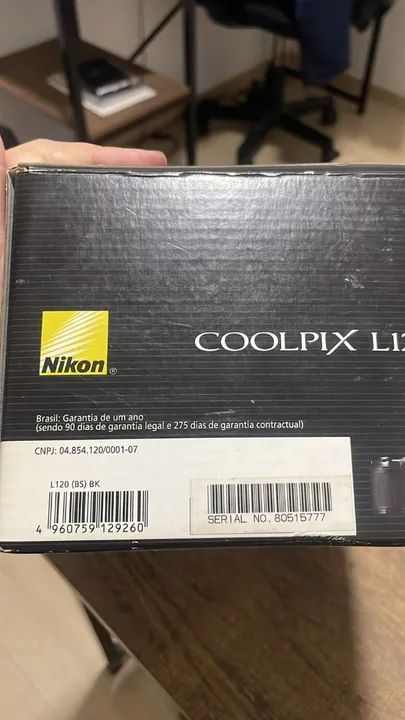 COOLPIX L12
Nikon®
Brasil: Garantia de um ano
(sendo 90 dias de garantia legal e 275 dias de garantia contractual)
CNPJ: 04.854.120/0001-07
L120 (BS) BK
4 960759 129260
SERIAL NO. 80515777